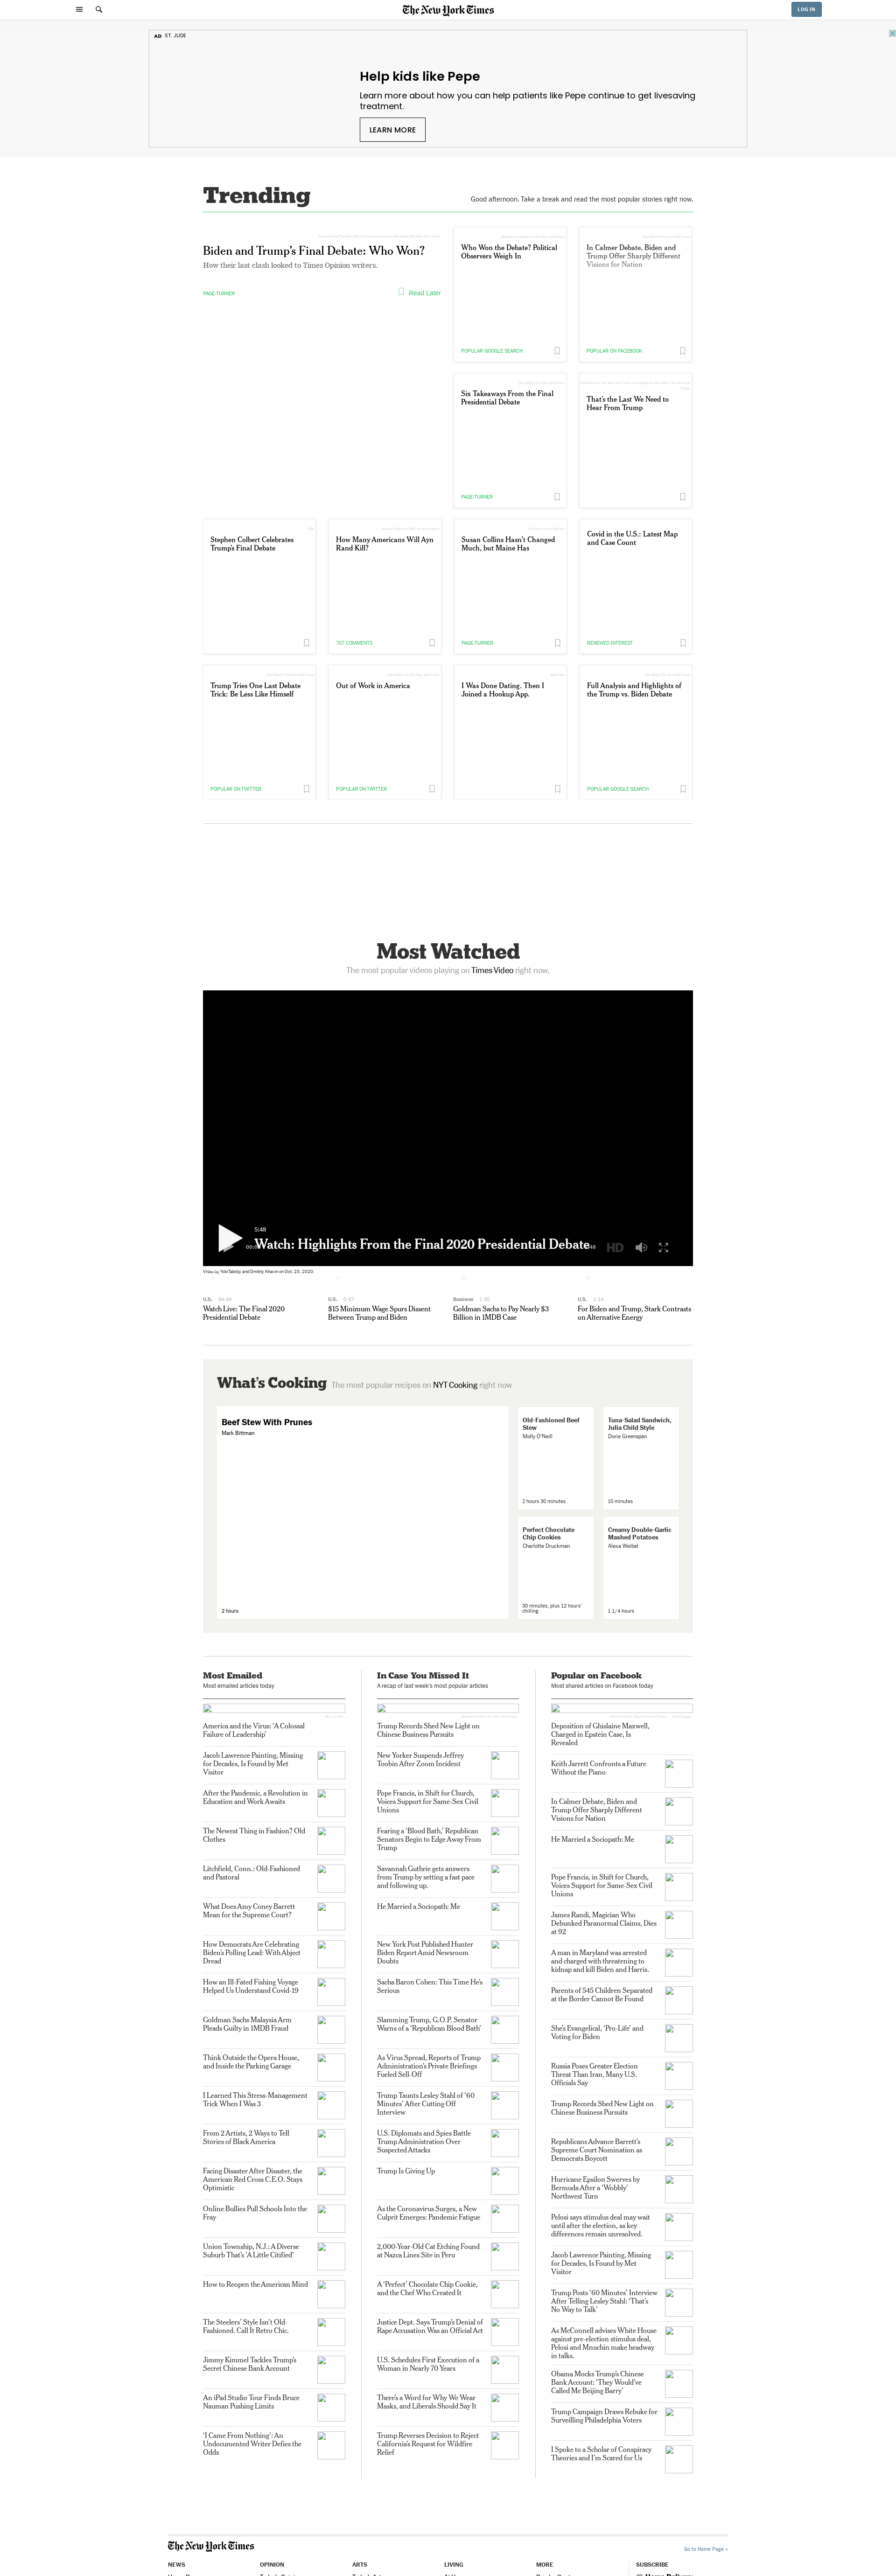 The New York Times
LOG IN
AD ST. JUDE
Help kids like Pepe
Learn more about how you can help patients like Pepe continue to get livesaving
treatment.
LEARN MORE
Trending
Good afternoon. Take a break and read the most popular stories right now.
Biden and Trump's Final Debate: Who Won?
How their last clash looked to Times Opinion writers.
PAGE-TURNER
Read Later
Who Won the Debate? Political
Observers Weigh In
POPULAR GOOGLE SEARCH
In Calmer Debate, Biden and
Trump Offer Sharply Different
Visions for Nation
POPULAR ON FACEBOOK
Six Takeaways From the Final
Presidential Debate
PAGE-TURNER
That's the Last We Need to
Hear From Trump
Stephen Colbert Celebrates
Trump's Final Debate
How Many Americans Will Ayn
Rand Kill?
707 COMMENTS
Susan Collins Hasn't Changed
Much, but Maine Has
PAGE-TURNER
Covid in the U.S.: Latest Map
and Case Count
RENEWED INTEREST
Trump Tries One Last Debate
Trick: Be Less Like Himself
POPULAR ON TWITTER
Out of Work in America
POPULAR ON TWITTER
I Was Done Dating. Then I
Joined a Hookup App.
Full Analysis and Highlights of
the Trump vs. Biden Debate
POPULAR GOOGLE SEARCH
Most Watched
The most popular videos playing on Times Video right now.
5:48
Watch: Highlights From the Final 2020 Presidential Debate
HD
U.S. 94:04
Watch Live: The Final 2020
Presidential Debate
U.S. 0:47
$15 Minimum Wage Spurs Dissent
Between Trump and Biden
Business 1:45
Goldman Sachs to Pay Nearly $3
Billion in 1MDB Case
U.S. 1:14
For Biden and Trump, Stark Contrasts
on Alternative Energy
What's Cooking The most popular recipes on NYT Cooking right now
Beef Stew With Prunes
Mark Bittman
2 hours
Old-Fashioned Beef
Stew
Molly O'Neill
2 hours 30 minutes
Tuna-Salad Sandwich,
Julia Child Style
Dorie Greenspan
10 minutes
Perfect Chocolate
Chip Cookies
Charlotte Druckman
30 minutes, plus 12 hours'
chilling
Creamy Double-Garlic
Mashed Potatoes
Alexa Weibel
1 1/4 hours
Most Emailed
Most emailed articles today
America and the Virus: 'A Colossal
Failure of Leadership'
Jacob Lawrence Painting, Missing
for Decades, Is Found by Met
Visitor
After the Pandemic, a Revolution in
Education and Work Awaits
The Newest Thing in Fashion? Old
Clothes
Litchfield, Conn.: Old-Fashioned
and Pastoral
What Does Amy Coney Barrett
Mean for the Supreme Court?
How Democrats Are Celebrating
Biden's Polling Lead: With Abject
Dread
How an Ill-Fated Fishing Voyage
Helped Us Understand Covid-19
Goldman Sachs Malaysia Arm
Pleads Guilty in 1MDB Fraud
Think Outside the Opera House,
and Inside the Parking Garage
I Learned This Stress-Management
Trick When I Was 3
From 2 Artists, 2 Ways to Tell
Stories of Black America
Facing Disaster After Disaster, the
American Red Cross C.E.O. Stays
Optimistic
Online Bullies Pull Schools Into the
Fray
Union Township, N.J.: A Diverse
Suburb That's 'A Little Citified'
How to Reopen the American Mind
The Steelers' Style Isn't Old-
Fashioned. Call It Retro Chic.
Jimmy Kimmel Tackles Trump's
Secret Chinese Bank Account
An iPad Studio Tour Finds Bruce
Nauman Pushing Limits
'I Came From Nothing': An
Undocumented Writer Defies the
Odds
In Case You Missed It
A recap of last week's most popular articles
Trump Records Shed New Light on
Chinese Business Pursuits
New Yorker Suspends Jeffrey
Toobin After Zoom Incident
Pope Francis, in Shift for Church,
Voices Support for Same-Sex Civil
Unions
Fearing a 'Blood Bath,' Republican
Senators Begin to Edge Away From
Trump
Savannah Guthrie gets answers
from Trump by setting a fast pace
and following up.
He Married a Sociopath: Me
New York Post Published Hunter
Biden Report Amid Newsroom
Doubts
Sacha Baron Cohen: This Time He's
Serious
Slamming Trump, G.O.P. Senator
Warns of a 'Republican Blood Bath'
As Virus Spread, Reports of Trump
Administration's Private Briefings
Fueled Sell-Off
Trump Taunts Lesley Stahl of '60
Minutes' After Cutting Off
Interview
U.S. Diplomats and Spies Battle
Trump Administration Over
Suspected Attacks
Trump Is Giving Up
As the Coronavirus Surges, a New
Culprit Emerges: Pandemic Fatigue
2,000-Year-Old Cat Etching Found
at Nazca Lines Site in Peru
A 'Perfect' Chocolate Chip Cookie,
and the Chef Who Created It
Justice Dept. Says Trump's Denial of
Rape Accusation Was an Official Act
U.S. Schedules First Execution of a
Woman in Nearly 70 Years
There's a Word for Why We Wear
Masks, and Liberals Should Say It
Trump Reverses Decision to Reject
California's Request for Wildfire
Relief
Popular on Facebook
Most shared articles on Facebook today
Deposition of Ghislaine Maxwell,
Charged in Epstein Case, Is
Revealed
Keith Jarrett Confronts a Future
Without the Piano
In Calmer Debate, Biden and
Trump Offer Sharply Different
Visions for Nation
He Married a Sociopath: Me
Pope Francis, in Shift for Church,
Voices Support for Same-Sex Civil
Unions
James Randi, Magician Who
Debunked Paranormal Claims, Dies
at 92
A man in Maryland was arrested
and charged with threatening to
kidnap and kill Biden and Harris.
Parents of 545 Children Separated
at the Border Cannot Be Found
She's Evangelical, 'Pro-Life' and
Voting for Biden
Russia Poses Greater Election
Threat Than Iran, Many U.S.
Officials Say
Trump Records Shed New Light on
Chinese Business Pursuits
Republicans Advance Barrett's
Supreme Court Nomination as
Democrats Boycott
Hurricane Epsilon Swerves by
Bermuda After a 'Wobbly'
Northwest Turn
Pelosi says stimulus deal may wait
until after the election, as key
differences remain unresolved.
Jacob Lawrence Painting, Missing
for Decades, Is Found by Met
Visitor
Trump Posts '60 Minutes' Interview
After Telling Lesley Stahl: 'That's
No Way to Talk'
As McConnell advises White House
against pre-election stimulus deal,
Pelosi and Mnuchin make headway
in talks.
Obama Mocks Trump's Chinese
Bank Account: 'They Would've
Called Me Beijing Barry'
Trump Campaign Draws Rebuke for
Surveilling Philadelphia Voters
I Spoke to a Scholar of Conspiracy
Theories and I'm Scared for Us
The New York Times
Go to Home Page »
NEWS
OPINION
ARTS
LIVING
MORE
SUBSCRIBE